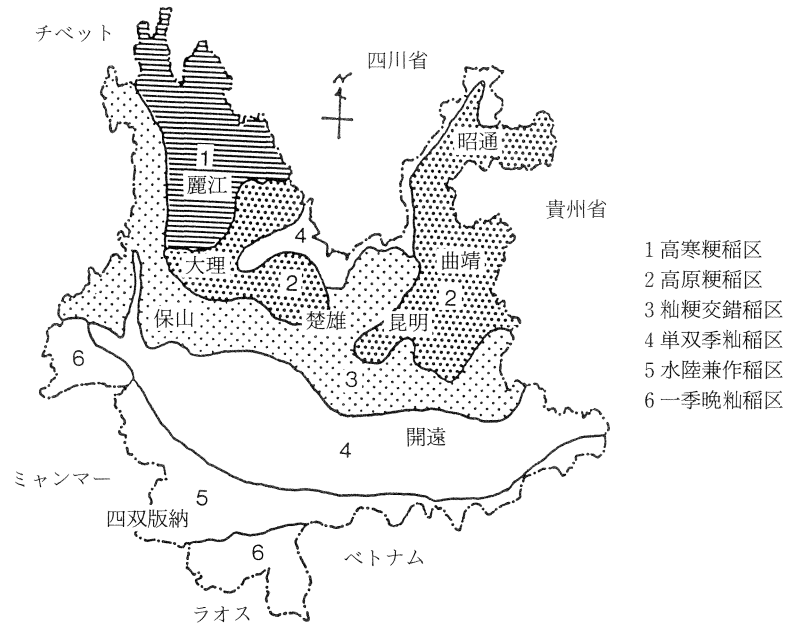 チベット
四川省
N
昭通
1
麗江
貴州省
4
大理
曲靖
2
2
保山
楚雄
昆明
6
3
開遠
4
ミャンマー
5
四双版納
6
ベトナム
ラオス
1 高寒粳稲区
2 高原粳稲区
3 籼粳交錯稲区
4 単双季籼稲区
5 水陸兼作稲区
6 一季晩籼稲区